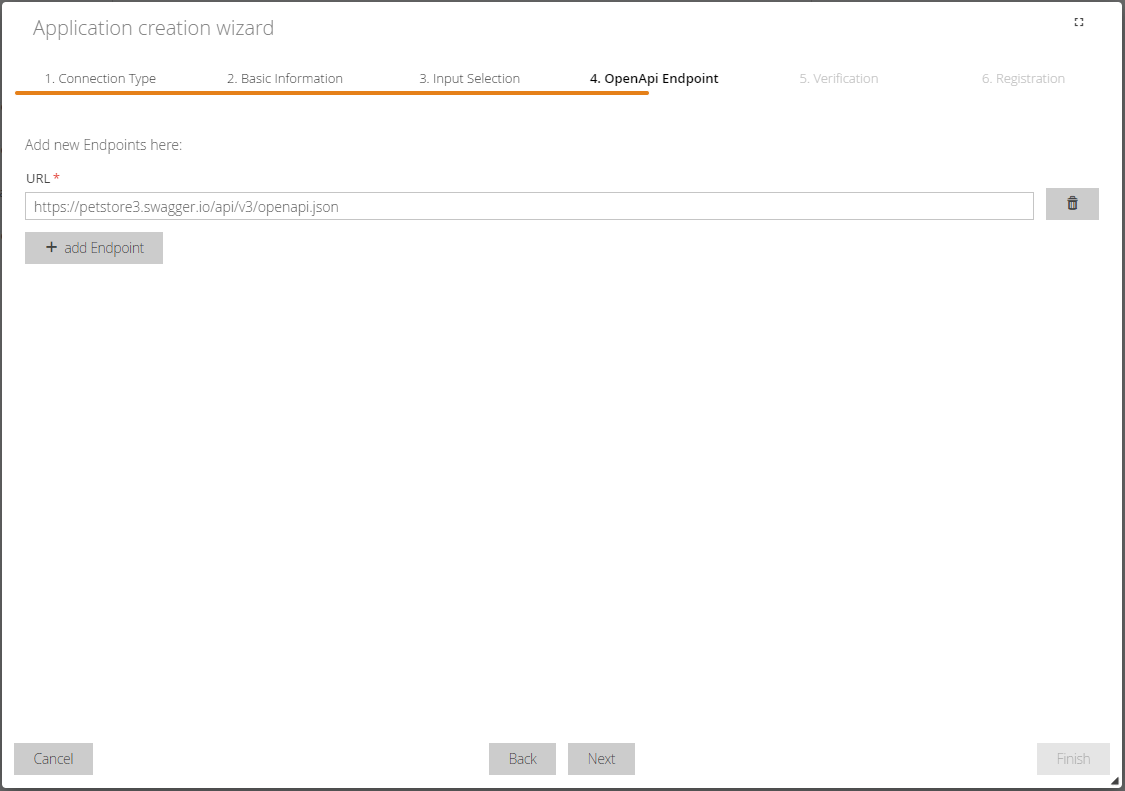 Application creation wizard
1. Connection Type 2. Basic Information 3. Input Selection 4. OpenApi Endpoint 5. Verification 6. Registration
Add new Endpoints here:
URL *
https://petstore3.swagger.io/api/v3/openapi.json
+ add Endpoint
Cancel Back Next Finish